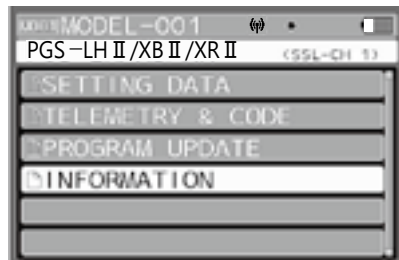 MODEL-001
PGS-LHⅡ/XBⅡ/XRⅡ (SSL-CH 1)
SETTING DATA
TELEMETRY & CODE
PROGRAM UPDATE
INFORMATION